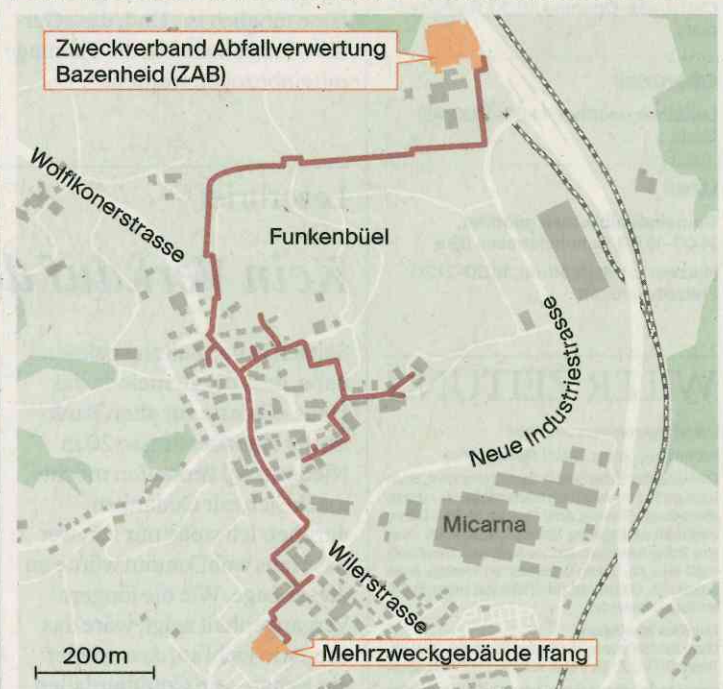 Zweckverband Abfallverwertung
Bazenheid (ZAB)
Wolfikonerstrasse
Funkenbüel
Neue Industriestrasse
Micarna
Wilerstrasse
Mehrzweckgebäude Ifang
200 m